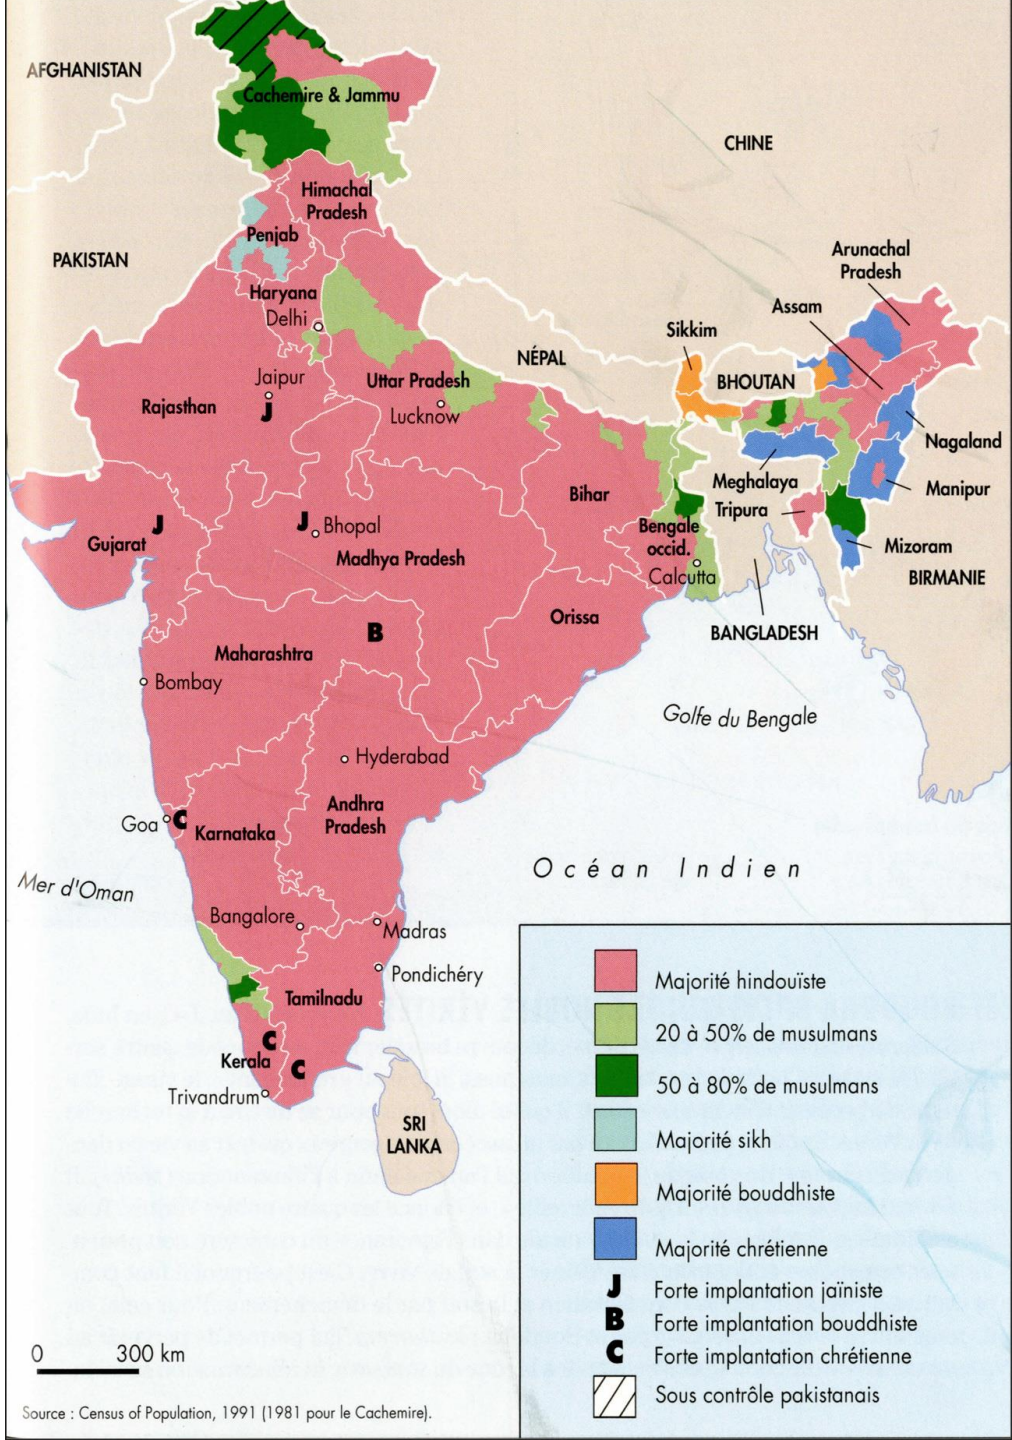 AFGHANISTAN
Cachemire & Jammu
CHINE
Himachal
Pradesh
Penjab
PAKISTAN
Arunachal
Pradesh
Haryana
Delhi
Assam
Sikkim
NÉPAL
BHOUTAN
Jaipur
J
Uttar Pradesh
Rajasthan
Lucknow
Nagaland
Meghalaya
Manipur
Bihar
Tripura
J
Gujarat
J
Bhopal
Madhya Pradesh
Bengale
occid.
Mizoram
Calcutta
BIRMANIE
Orissa
BANGLADESH
B
Maharashtra
Bombay
Golfe du Bengale
Hyderabad
Andhra
Pradesh
Goa
C
Karnataka
Océan Indien
Mer d'Oman
Bangalore
Madras
Pondichéry
Tamilnadu
C
Kerala
C
Trivandrum
SRI
LANKA
Majorité hindouïste
20 à 50% de musulmans
50 à 80% de musulmans
Majorité sikh
Majorité bouddhiste
Majorité chrétienne
J Forte implantation jaïniste
B Forte implantation bouddhiste
C Forte implantation chrétienne
Sous contrôle pakistanais
0 300 km
Source : Census of Population, 1991 (1981 pour le Cachemire).